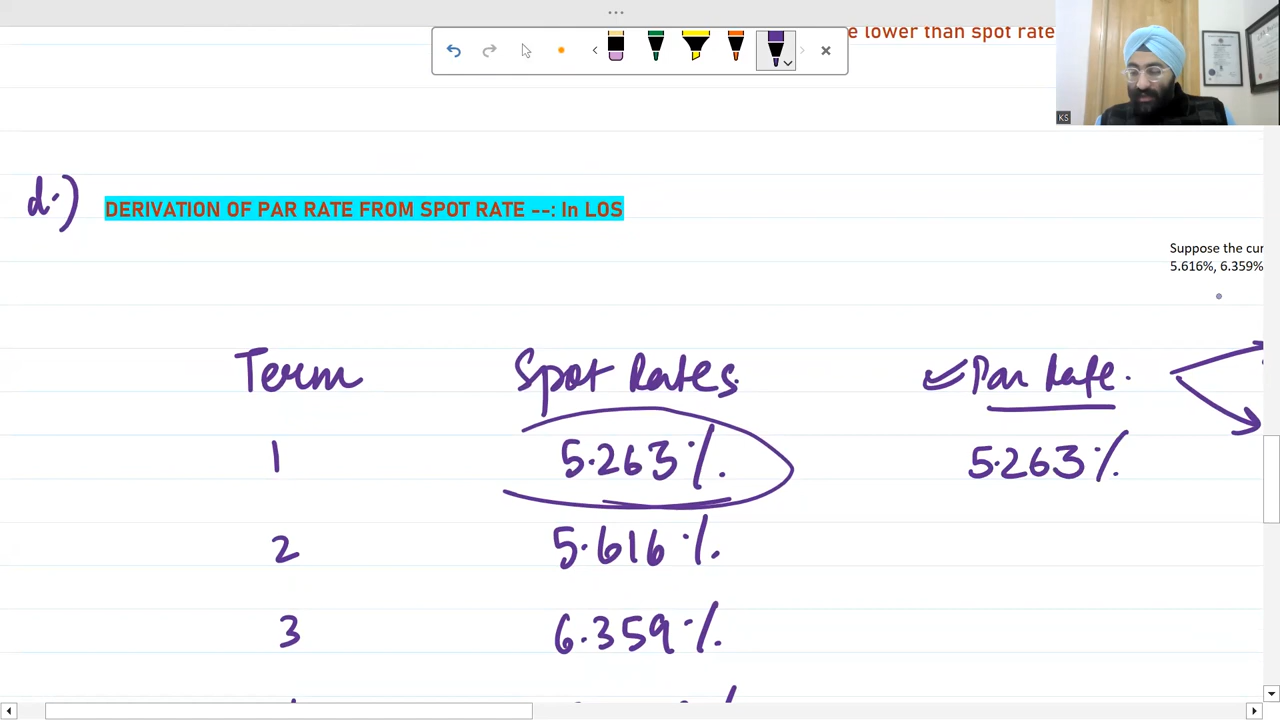 e lower than spot rate
KS
d.) DERIVATION OF PAR RATE FROM SPOT RATE --: In LOS
Suppose the cur
5.616%, 6.359%
Term Spot Rates Par Rate.
1 5.263% 5.263%
2 5.616%
3 6.359%